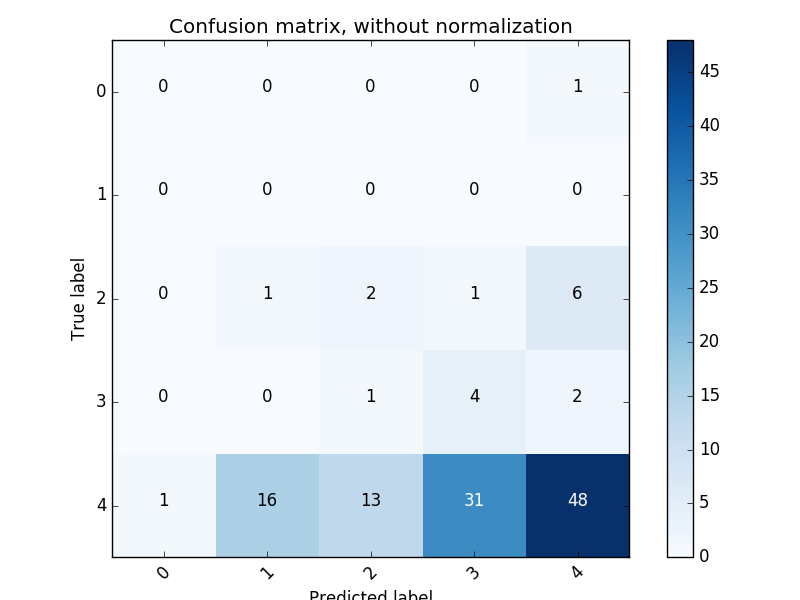 Confusion matrix, without normalization
0 0 0 0 0 1
1 0 0 0 0 0
2 0 1 2 1 6
3 0 0 1 4 2
4 1 16 13 31 48
0 1 2 3 4
True label
Predicted label
45
40
35
30
25
20
15
10
5
0